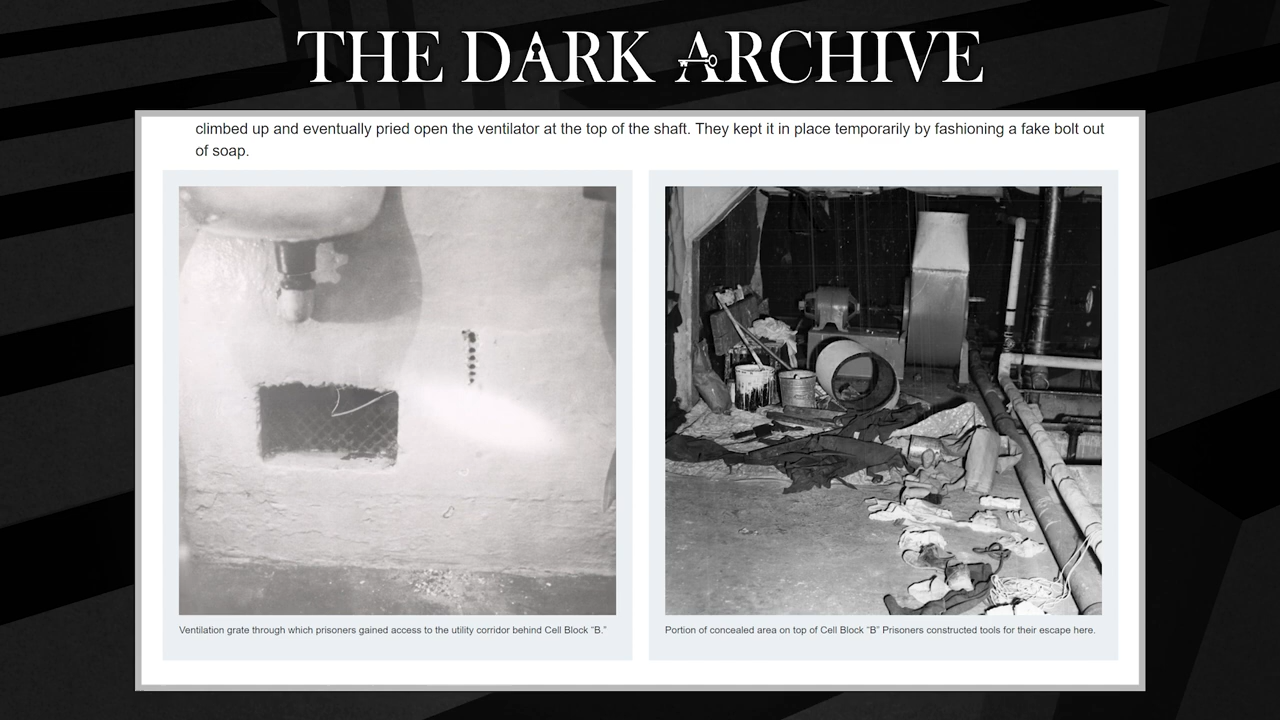 THE DARK ARCHIVE
climbed up and eventually pried open the ventilator at the top of the shaft. They kept it in place temporarily by fashioning a fake bolt out
of soap.
Ventilation grate through which prisoners gained access to the utility corridor behind Cell Block “B.”
Portion of concealed area on top of Cell Block “B” Prisoners constructed tools for their escape here.